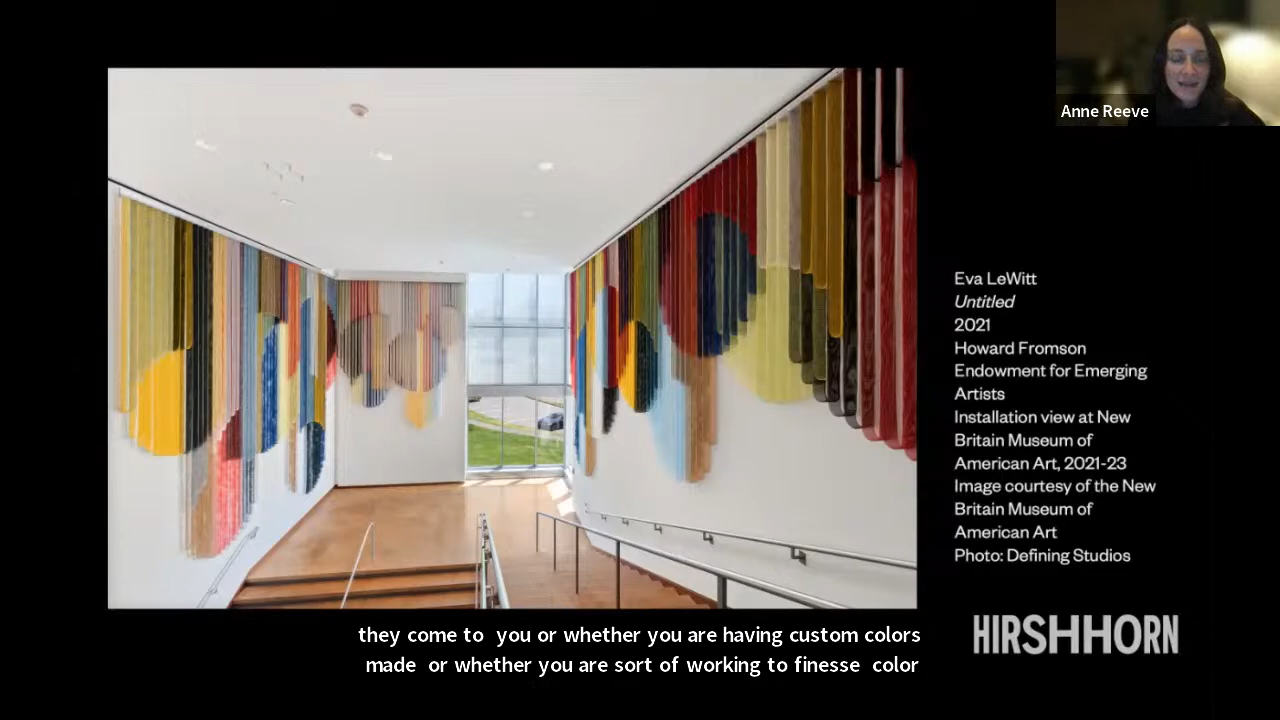 Anne Reeve
Eva LeWitt
Untitled
2021
Howard Fromson
Endowment for Emerging
Artists
Installation view at New
Britain Museum of
American Art, 2021-23
Image courtesy of the New
Britain Museum of
American Art
Photo: Defining Studios
HIRSHHORN
they come to you or whether you are having custom colors
made or whether you are sort of working to finesse color